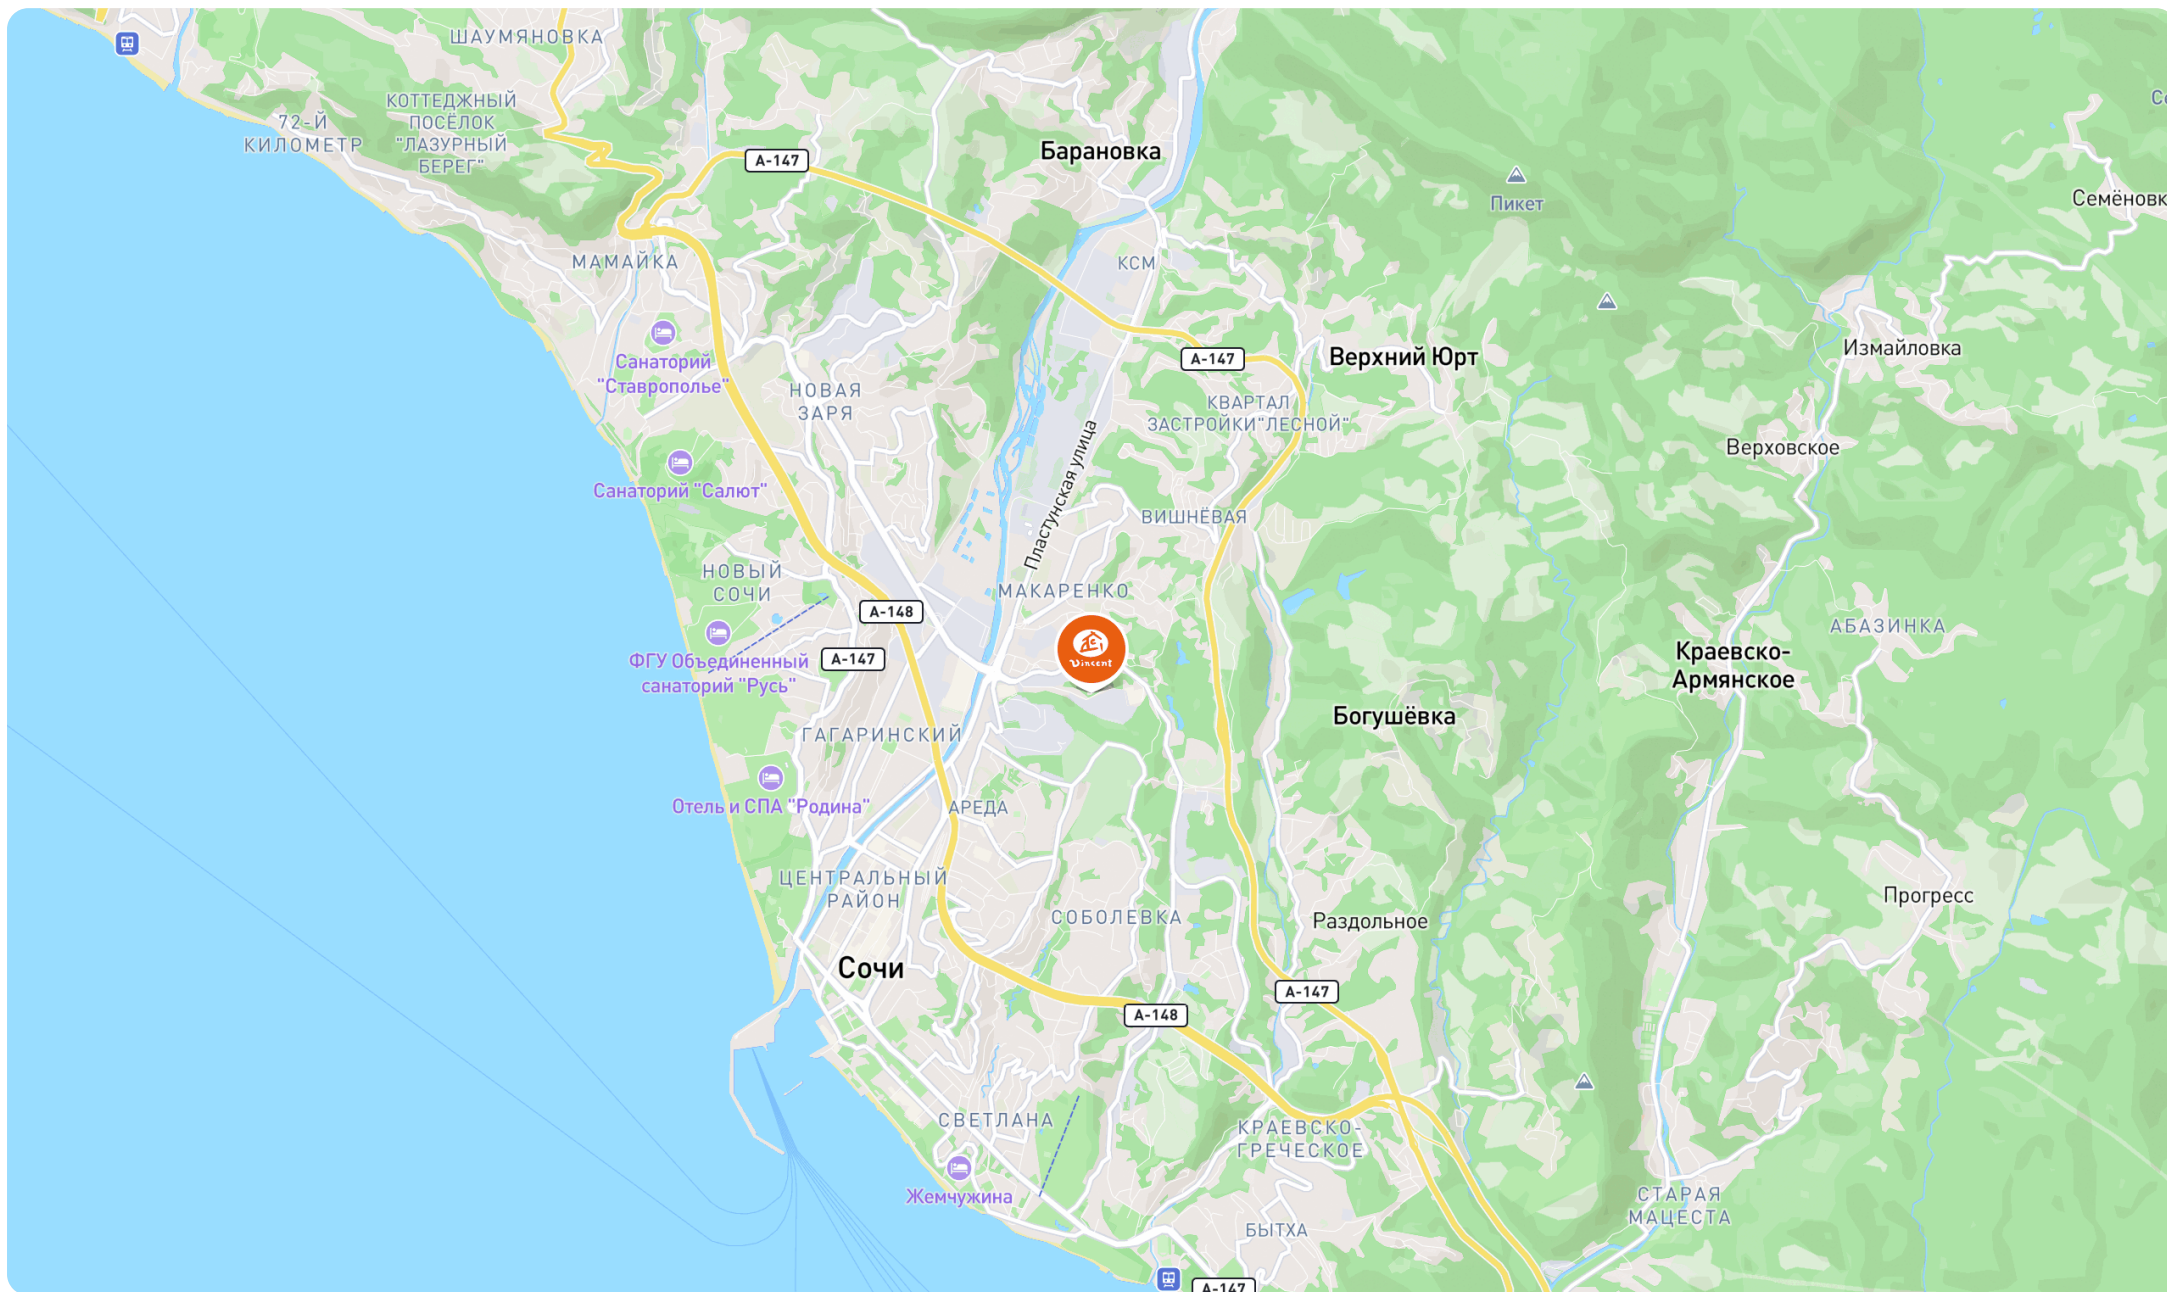 ШАУМЯНОВКА
КОТТЕДЖНЫЙ
ПОСЁЛОК
"ЛАЗУРНЫЙ
БЕРЕГ"
72-Й
КИЛОМЕТР
А-147
Барановка
Пикет
Семёновк
МАМАЙКА
КСМ
Санаторий
"Ставрополье"
НОВАЯ
ЗАРЯ
А-147
Верхний Юрт
Измайловка
КВАРТАЛ
ЗАСТРОЙКИ"ЛЕСНОЙ"
Верховское
Пластунская улица
Санаторий "Салют"
ВИШНЁВАЯ
НОВЫЙ
СОЧИ
МАКАРЕНКО
А-148
АБАЗИНКА
Vincent
А-147
ФГУ Объединенный
санаторий "Русь"
Краевско-
Армянское
Богушёвка
ГАГАРИНСКИЙ
Отель и СПА "Родина"
АРЕДА
ЦЕНТРАЛЬНЫЙ
РАЙОН
СОБОЛЕВКА
Раздольное
Прогресс
Сочи
А-147
А-148
СВЕТЛАНА
КРАЕВСКО-
ГРЕЧЕСКОЕ
Жемчужина
СТАРАЯ
МАЦЕСТА
БЫТХА
А-147